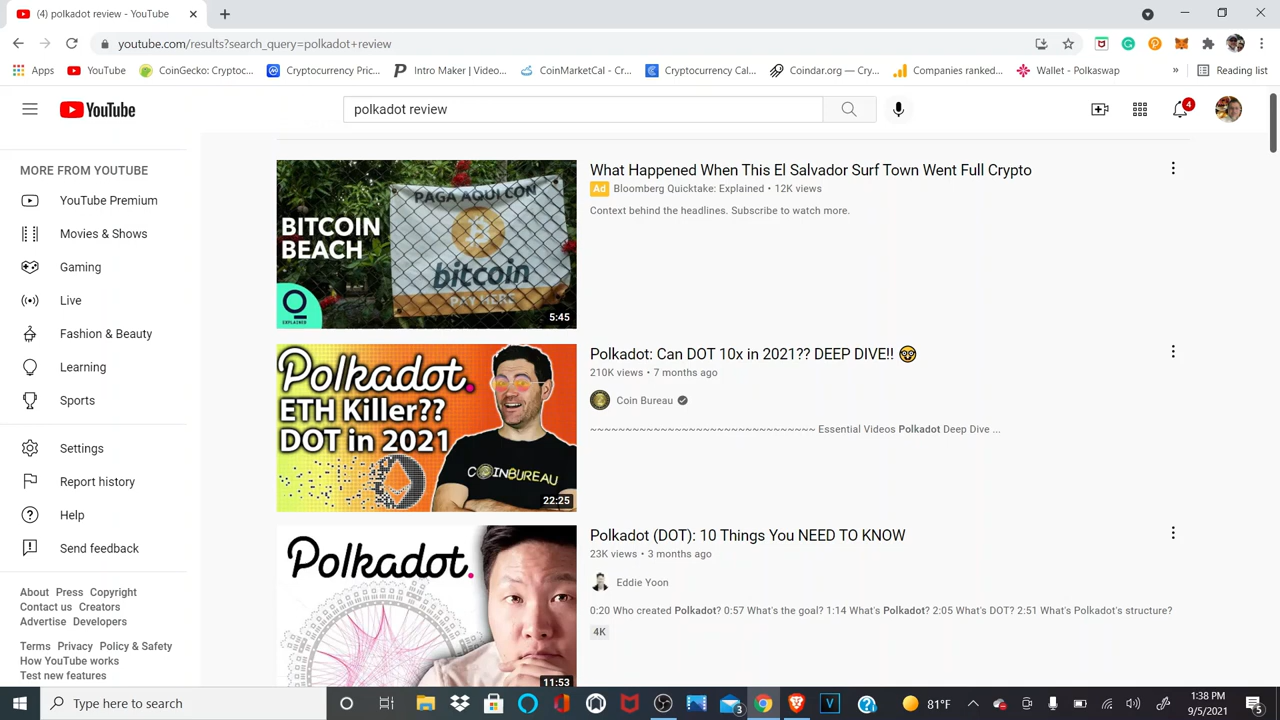 (4) polkadot review - YouTube
youtube.com/results?search_query=polkadot+review
Apps YouTube CoinGecko: Cryptoc... Cryptocurrency Pric... Intro Maker | Video... CoinMarketCal - Cr... Cryptocurrency Cal... Coindar.org — Cry... Companies ranked... Wallet - Polkaswap » Reading list
YouTube
polkadot review
4
MORE FROM YOUTUBE
YouTube Premium
Movies & Shows
Gaming
Live
Fashion & Beauty
Learning
Sports
Settings
Report history
Help
Send feedback
About Press Copyright
Contact us Creators
Advertise Developers
Terms Privacy Policy & Safety
How YouTube works
Test new features
PAGA AQUI CON
BITCOIN
BEACH
bitcoin
PAY HERE
EXPLAINED
5:45
What Happened When This El Salvador Surf Town Went Full Crypto
Ad Bloomberg Quicktake: Explained • 12K views
Context behind the headlines. Subscribe to watch more.
Polkadot.
ETH Killer??
DOT in 2021
COINBUREAU
22:25
Polkadot: Can DOT 10x in 2021?? DEEP DIVE!! 🤓
210K views • 7 months ago
Coin Bureau
~~~~~~~~~~~~~~~~~~~~~~~~~~~~~~~~ Essential Videos Polkadot Deep Dive ...
Polkadot.
11:53
Polkadot (DOT): 10 Things You NEED TO KNOW
23K views • 3 months ago
Eddie Yoon
0:20 Who created Polkadot? 0:57 What's the goal? 1:14 What's Polkadot? 2:05 What's DOT? 2:51 What's Polkadot's structure?
4K
Type here to search
3
81°F
1:38 PM
9/5/2021
5